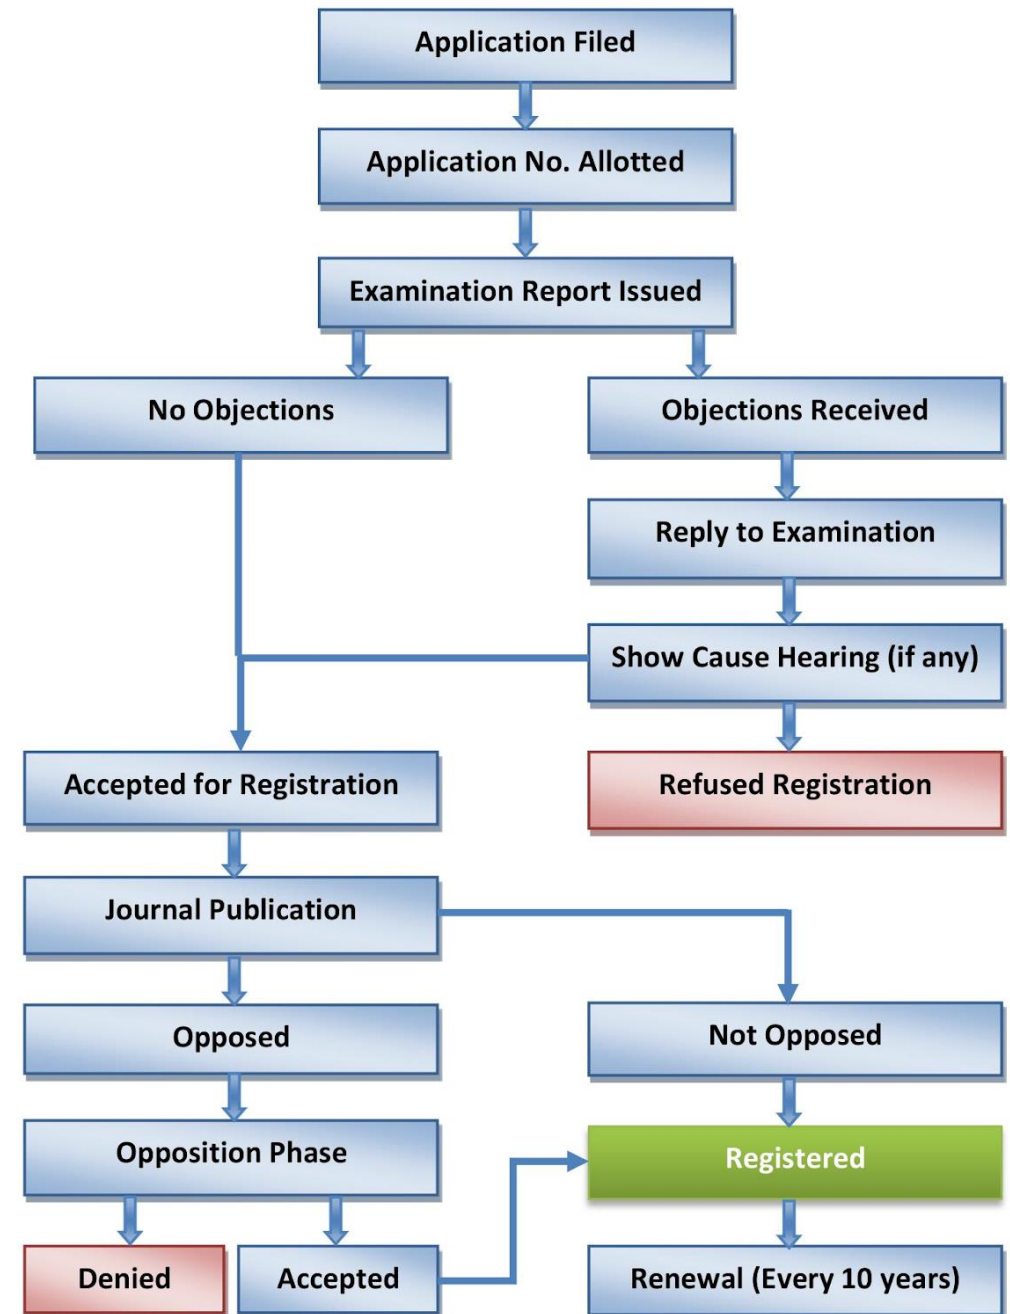 Application Filed
Application No. Allotted
Examination Report Issued
No Objections
Objections Received
Reply to Examination
Show Cause Hearing (if any)
Accepted for Registration
Refused Registration
Journal Publication
Opposed
Not Opposed
Opposition Phase
Registered
Denied
Accepted
Renewal (Every 10 years)